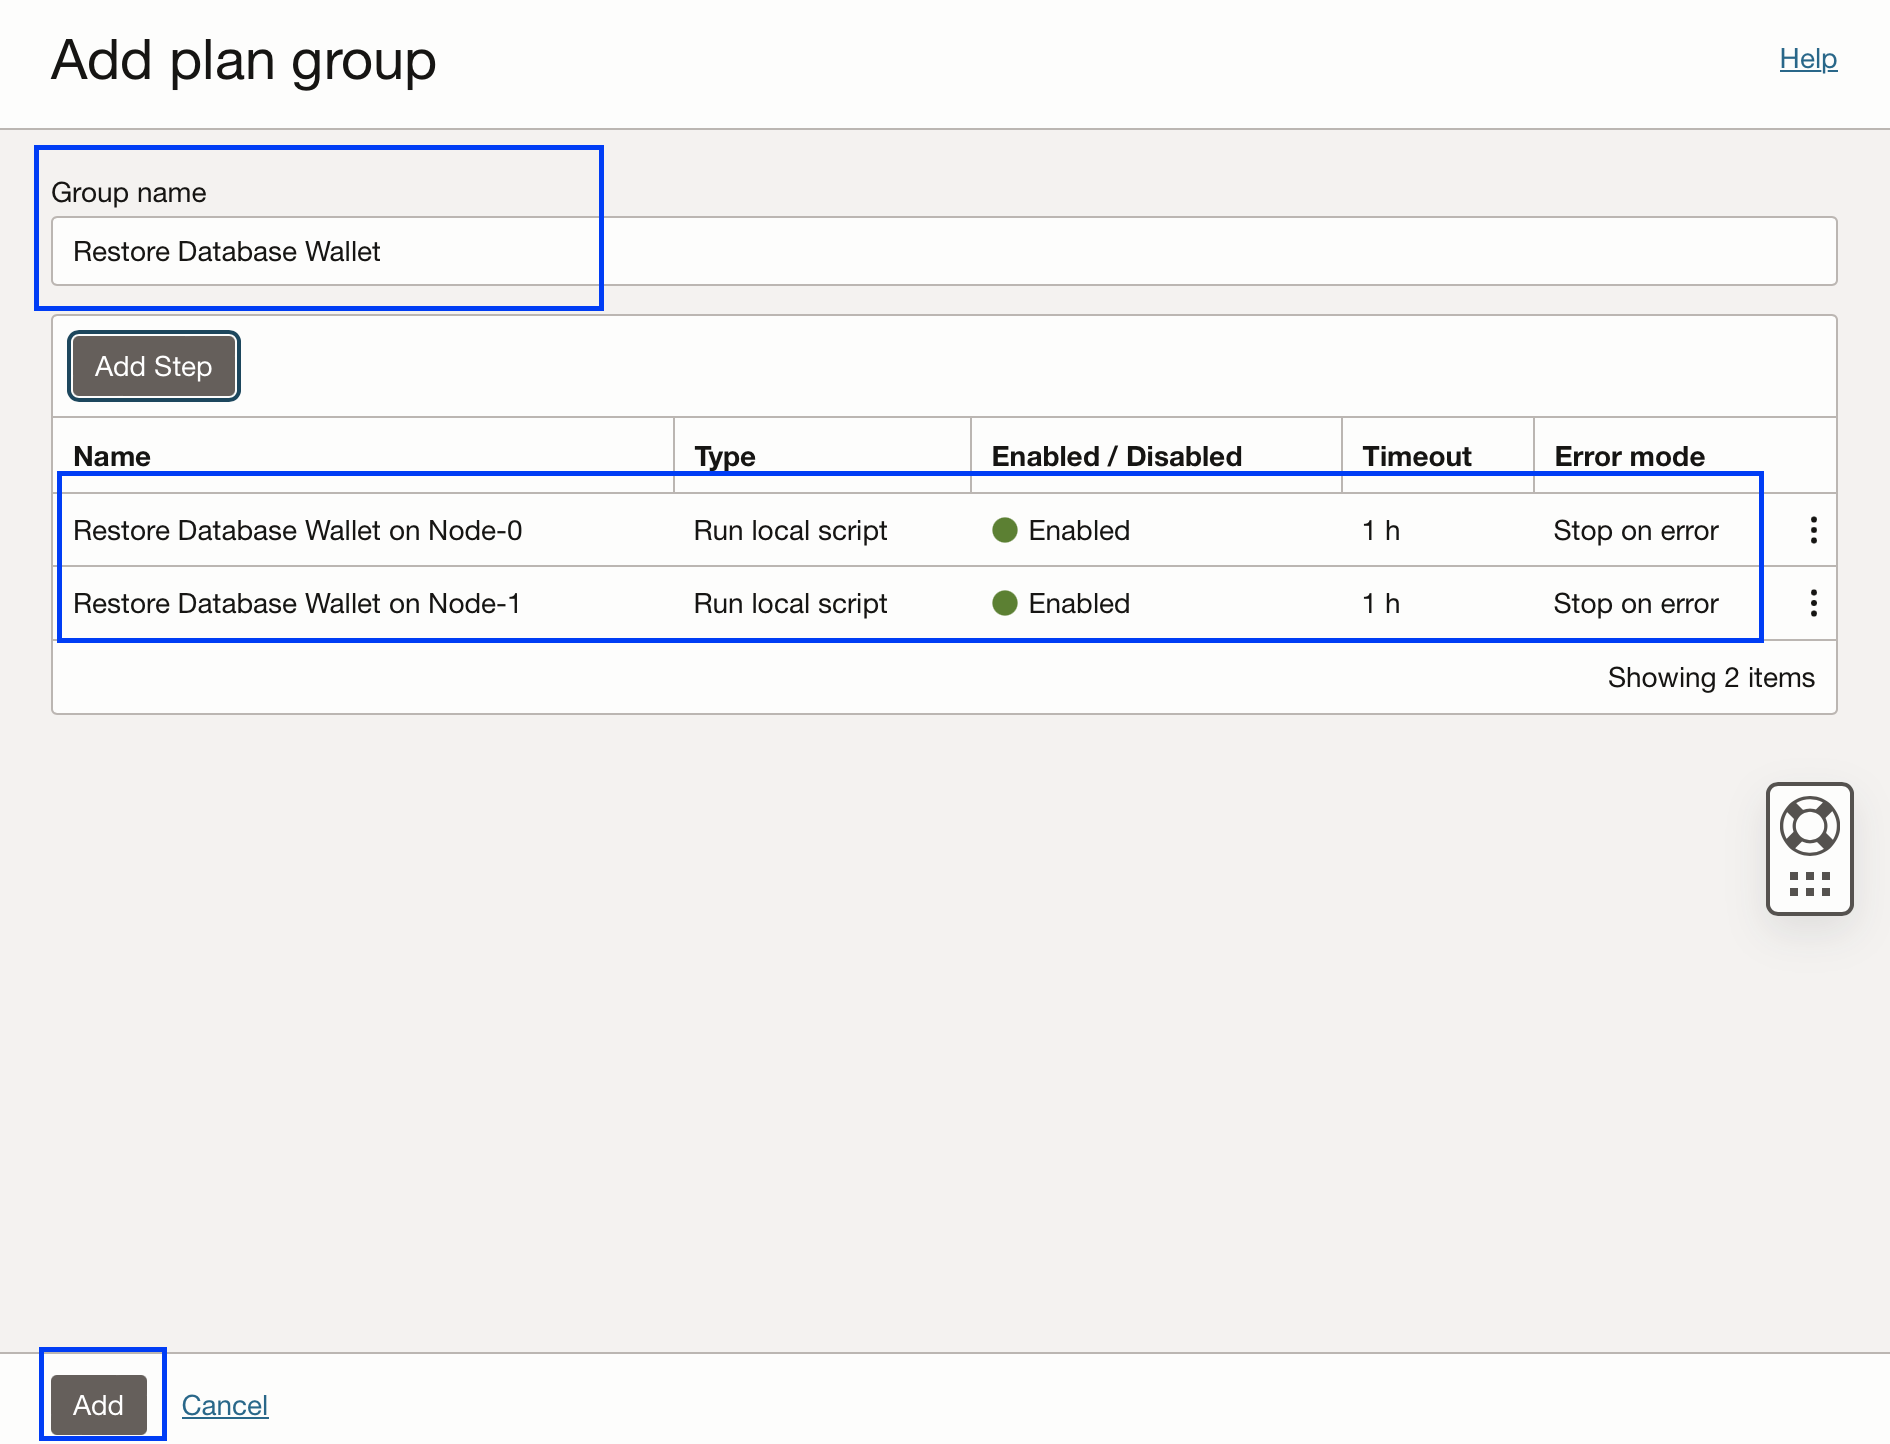 Add plan group
Help
Group name
Restore Database Wallet
Add Step
Name Type Enabled / Disabled Timeout Error mode
Restore Database Wallet on Node-0 Run local script Enabled 1 h Stop on error
Restore Database Wallet on Node-1 Run local script Enabled 1 h Stop on error
Showing 2 items
Add Cancel